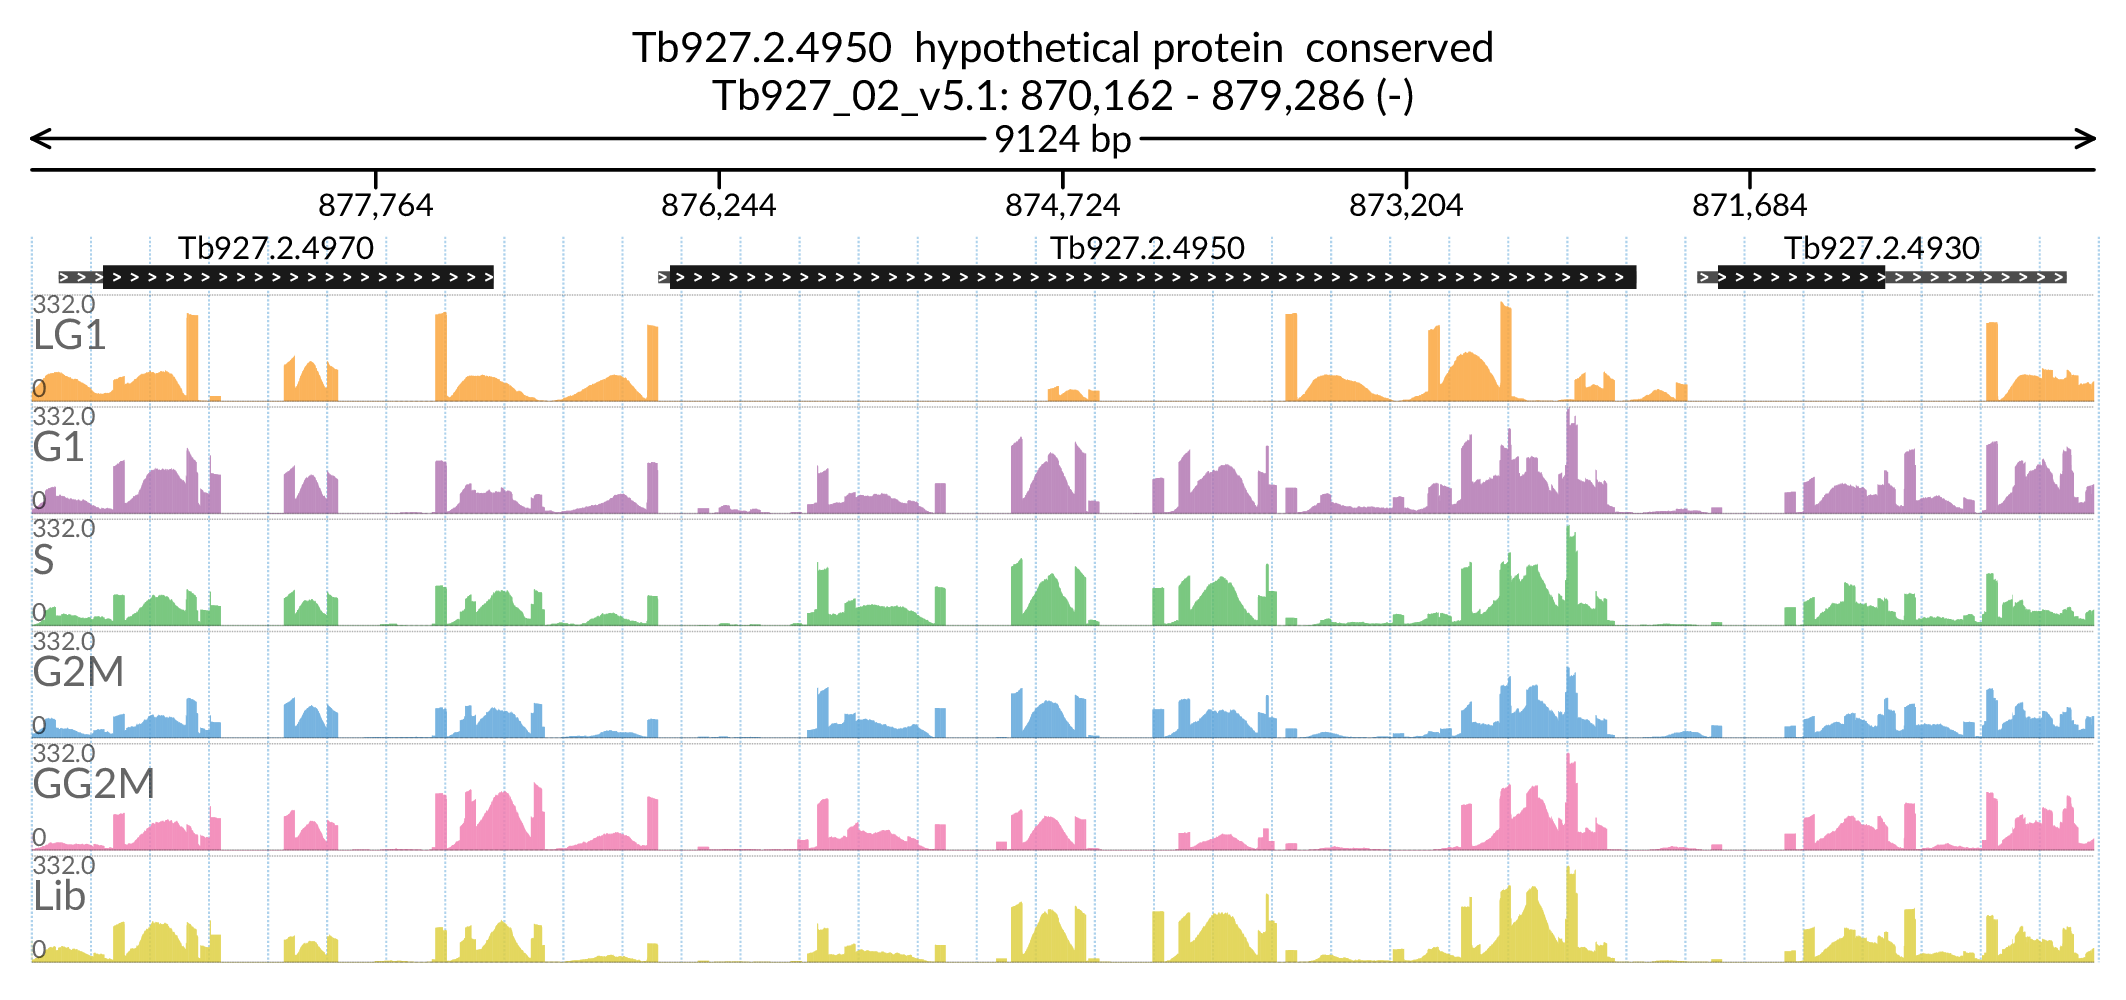 Tb927.2.4950  hypothetical protein  conserved
Tb927_02_v5.1: 870,162 - 879,286 (-)
9124 bp
877,764 876,244 874,724 873,204 871,684
Tb927.2.4970 Tb927.2.4950 Tb927.2.4930
332.0
LG1
0
332.0
G1
0
332.0
S
0
332.0
G2M
0
332.0
GG2M
0
332.0
Lib
0